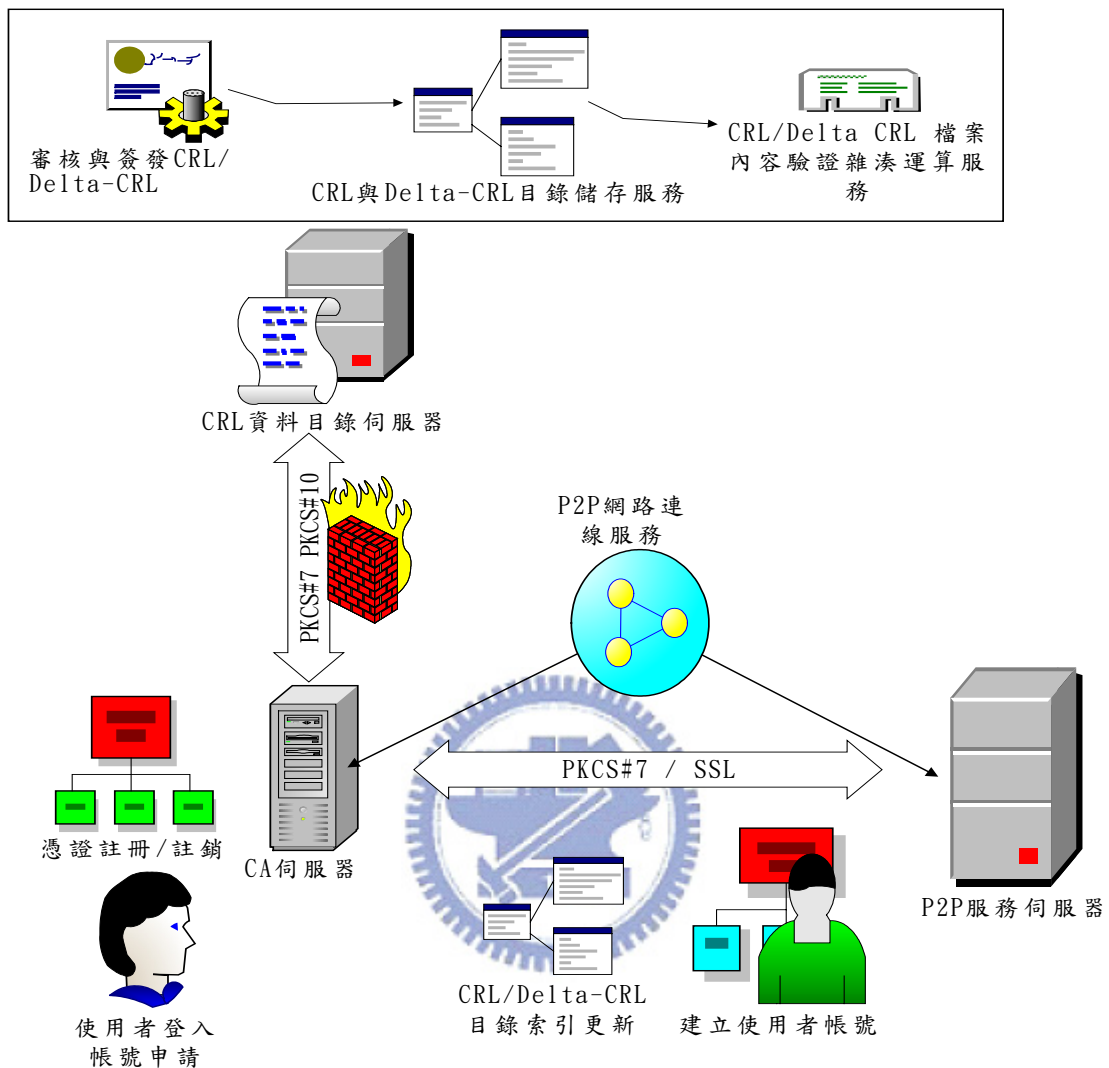 審核與簽發CRL/
Delta-CRL
CRL與Delta-CRL目錄儲存服務
CRL/Delta CRL 檔案
內容驗證雜湊運算服
務
CRL資料目錄伺服器
PKCS#7 PKCS#10
P2P網路連
線服務
PKCS#7 / SSL
憑證註冊/註銷
CA伺服器
P2P服務伺服器
使用者登入
帳號申請
CRL/Delta-CRL
目錄索引更新
建立使用者帳號